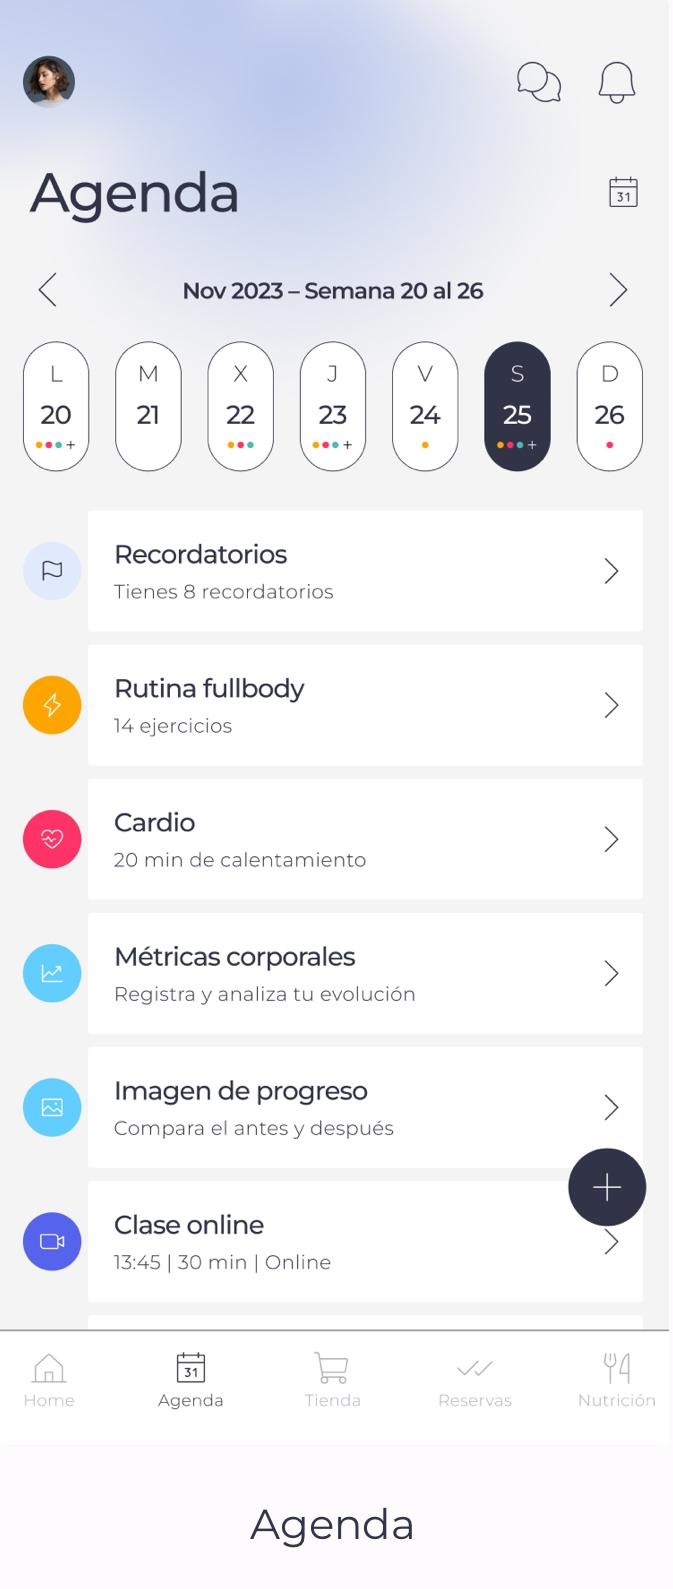 Agenda
31
Nov 2023 – Semana 20 al 26
L M X J V S D
20 21 22 23 24 25 26
+ + +
Recordatorios
Tienes 8 recordatorios
Rutina fullbody
14 ejercicios
Cardio
20 min de calentamiento
Métricas corporales
Registra y analiza tu evolución
Imagen de progreso
Compara el antes y después
Clase online
13:45 | 30 min | Online
31
Home Agenda Tienda Reservas Nutrición
Agenda